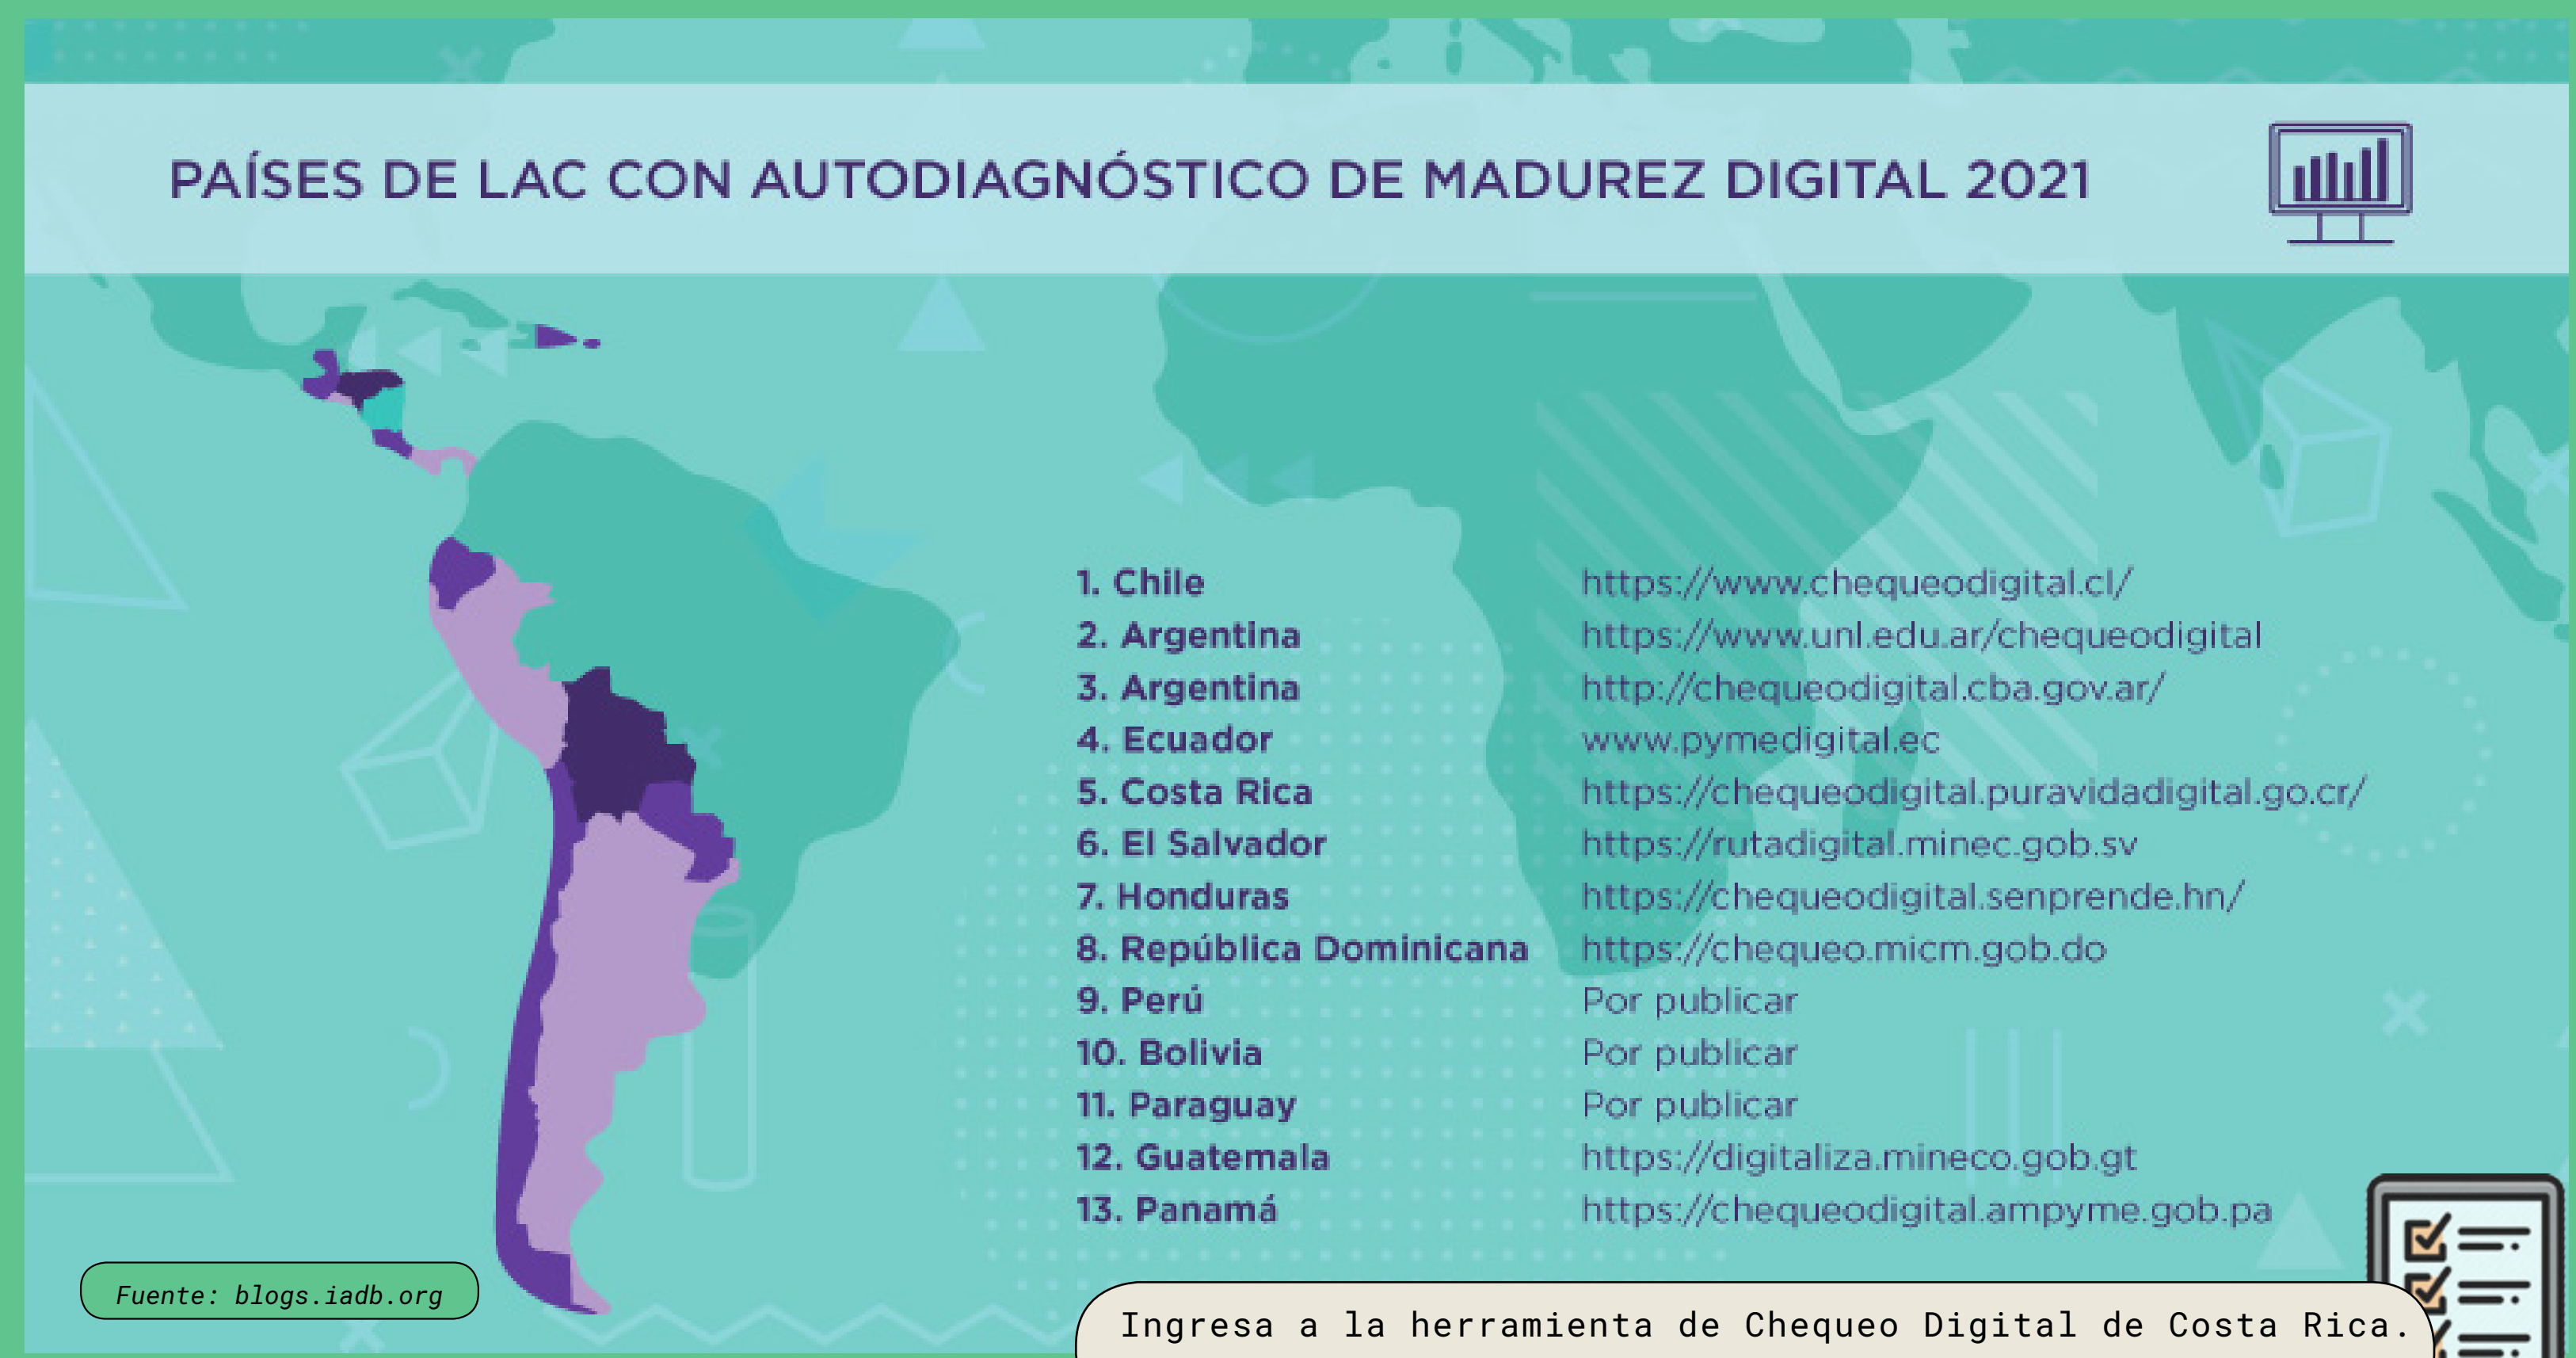 PAÍSES DE LAC CON AUTODIAGNÓSTICO DE MADUREZ DIGITAL 2021
1. Chile https://www.chequeodigital.cl/
2. Argentina https://www.unl.edu.ar/chequeodigital
3. Argentina http://chequeodigital.cba.gov.ar/
4. Ecuador www.pymedigital.ec
5. Costa Rica https://chequeodigital.puravidadigital.go.cr/
6. El Salvador https://rutadigital.minec.gob.sv
7. Honduras https://chequeodigital.senprende.hn/
8. República Dominicana https://chequeo.micm.gob.do
9. Perú Por publicar
10. Bolivia Por publicar
11. Paraguay Por publicar
12. Guatemala https://digitaliza.mineco.gob.gt
13. Panamá https://chequeodigital.ampyme.gob.pa
Fuente: blogs.iadb.org
Ingresa a la herramienta de Chequeo Digital de Costa Rica.